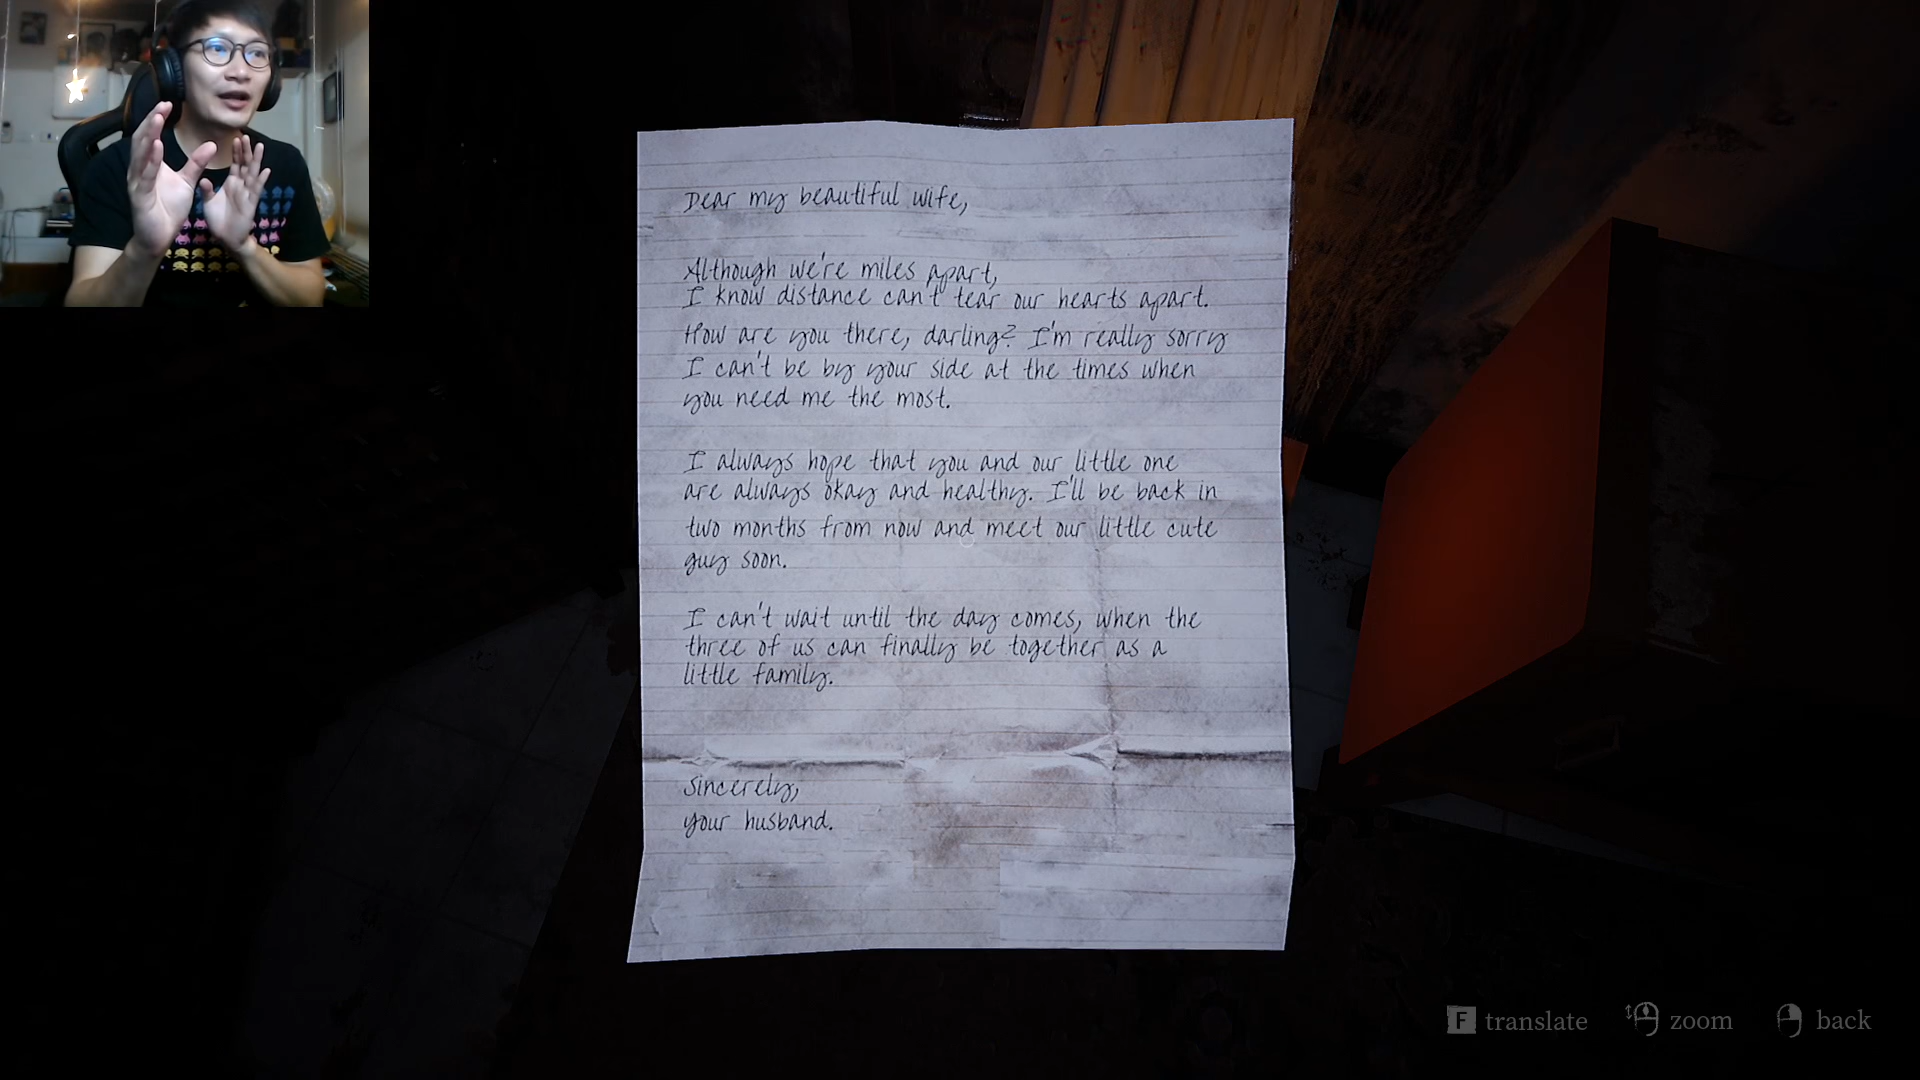 Dear my beautiful wife,
Although we're miles apart,
I know distance can't tear our hearts apart.
How are you there, darling? I'm really sorry
I can't be by your side at the times when
you need me the most.
I always hope that you and our little one
are always okay and healthy. I'll be back in
two months from now and meet our little cute
guy soon.
I can't wait until the day comes, when the
three of us can finally be together as a
little family.
Sincerely,
your husband.
F translate
zoom
back